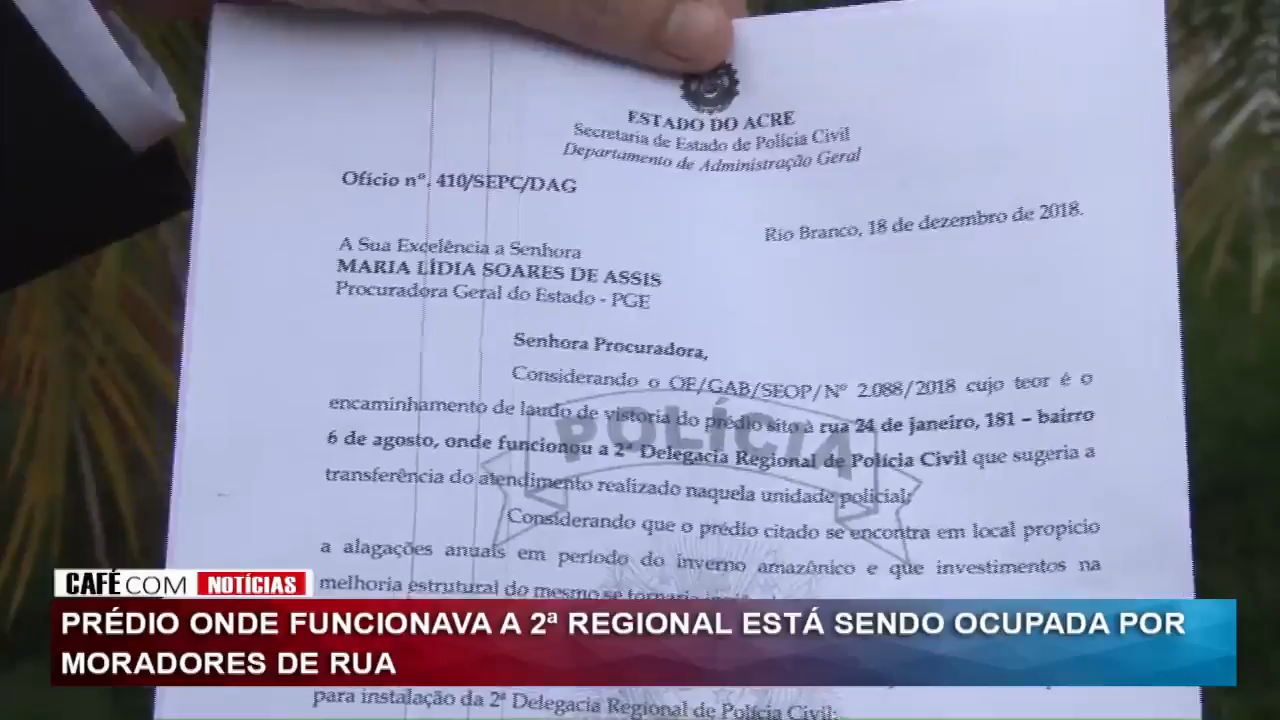 ESTADO DO ACRE
Secretaria de Estado de Polícia Civil
Departamento de Administração Geral
Ofício nº. 410/SEPC/DAG
Rio Branco, 18 de dezembro de 2018.
A Sua Excelência a Senhora
MARIA LÍDIA SOARES DE ASSIS
Procuradora Geral do Estado - PGE
Senhora Procuradora,
Considerando o OF/GAB/SEOP/Nº 2.088/2018 cujo teor é o
encaminhamento de laudo de vistoria do prédio sito à rua 24 de Janeiro, 181 – bairro
6 de agosto, onde funcionou a 2ª Delegacia Regional de Polícia Civil que sugeria a
transferência do atendimento realizado naquela unidade policial;
POLÍCIA
Considerando que o prédio citado se encontra em local propicio
a alagações anuais em período do inverno amazônico e que investimentos na
melhoria estrutural do mesmo se
CAFÉ COM NOTÍCIAS
PRÉDIO ONDE FUNCIONAVA A 2ª REGIONAL ESTÁ SENDO OCUPADA POR
MORADORES DE RUA
para instalação da 2ª Delegacia Regional de Polícia Civil;